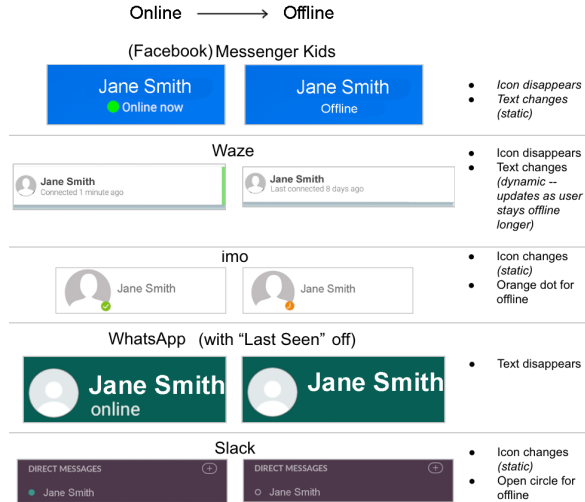 Online → Offline
(Facebook) Messenger Kids
Jane Smith
Online now
Jane Smith
Offline
• Icon disappears
• Text changes
(static)
Waze
Jane Smith
Connected 1 minute ago
Jane Smith
Last connected 8 days ago
• Icon disappears
• Text changes
(dynamic --
updates as user
stays offline
longer)
imo
Jane Smith
Jane Smith
• Icon changes
(static)
• Orange dot for
offline
WhatsApp (with “Last Seen” off)
Jane Smith
online
Jane Smith
• Text disappears
Slack
DIRECT MESSAGES
Jane Smith
DIRECT MESSAGES
Jane Smith
• Icon changes
(static)
• Open circle for
offline